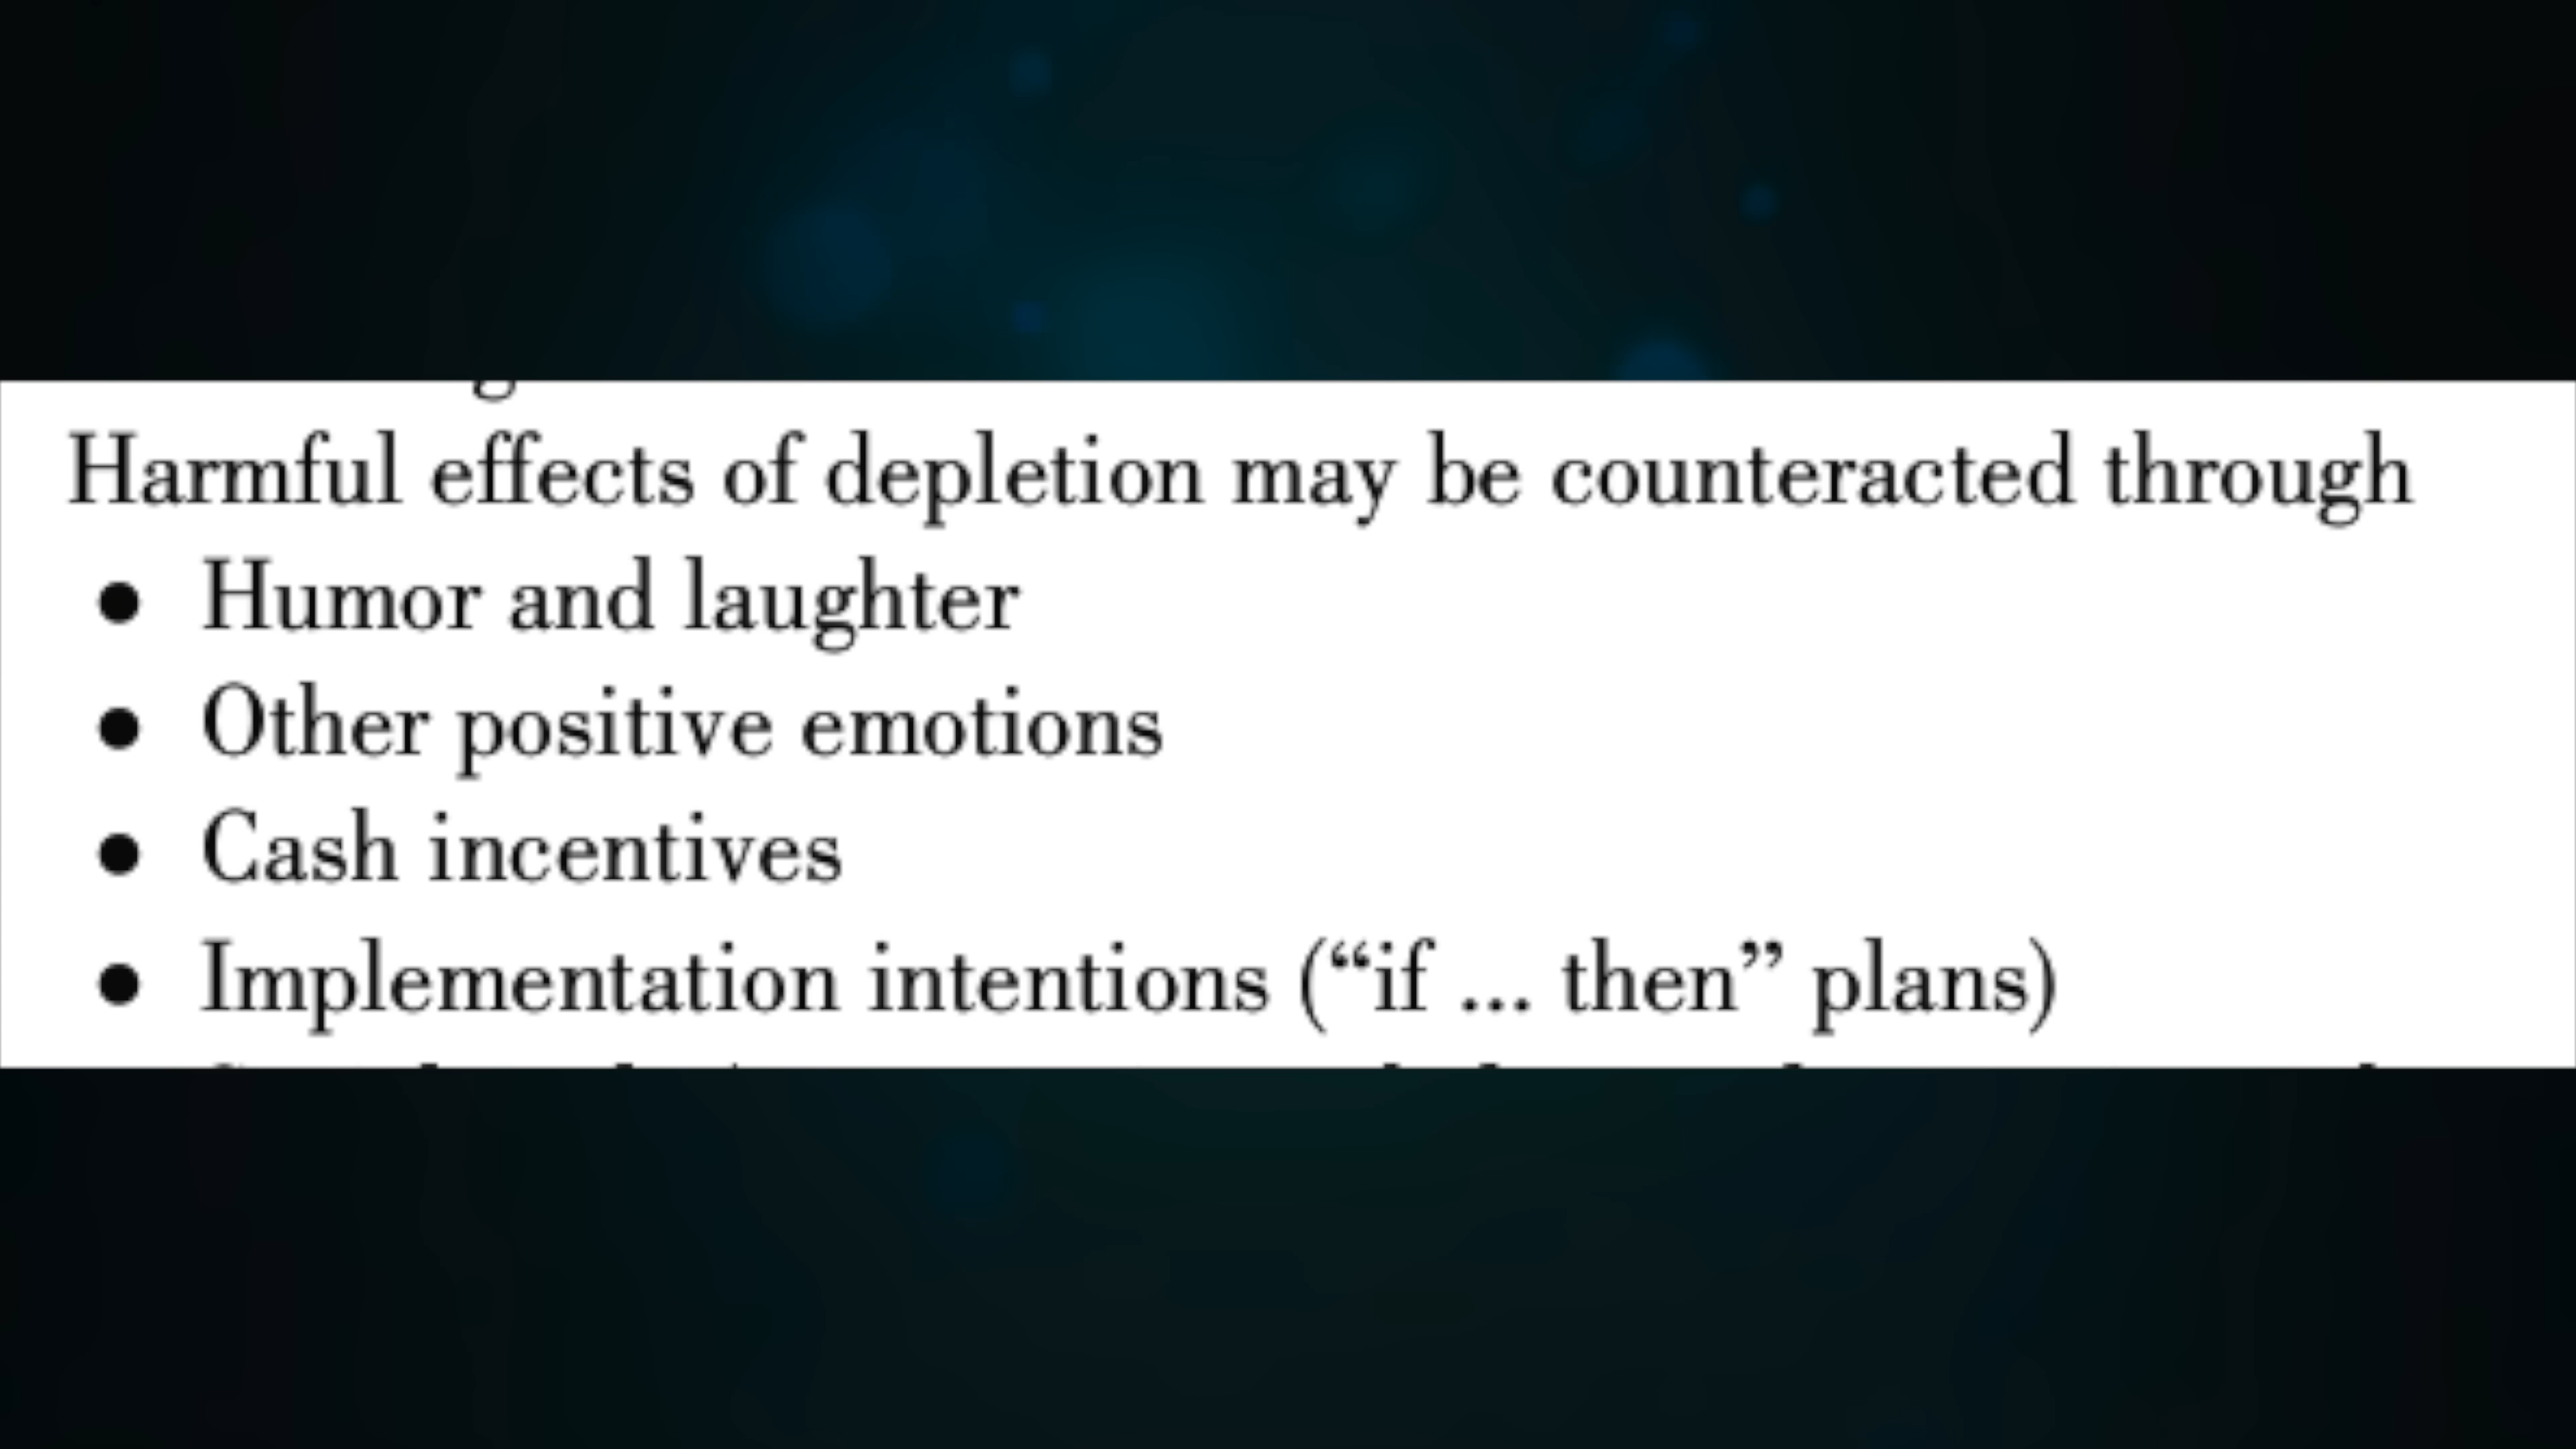 Harmful effects of depletion may be counteracted through
● Humor and laughter
● Other positive emotions
● Cash incentives
● Implementation intentions (“if ... then” plans)